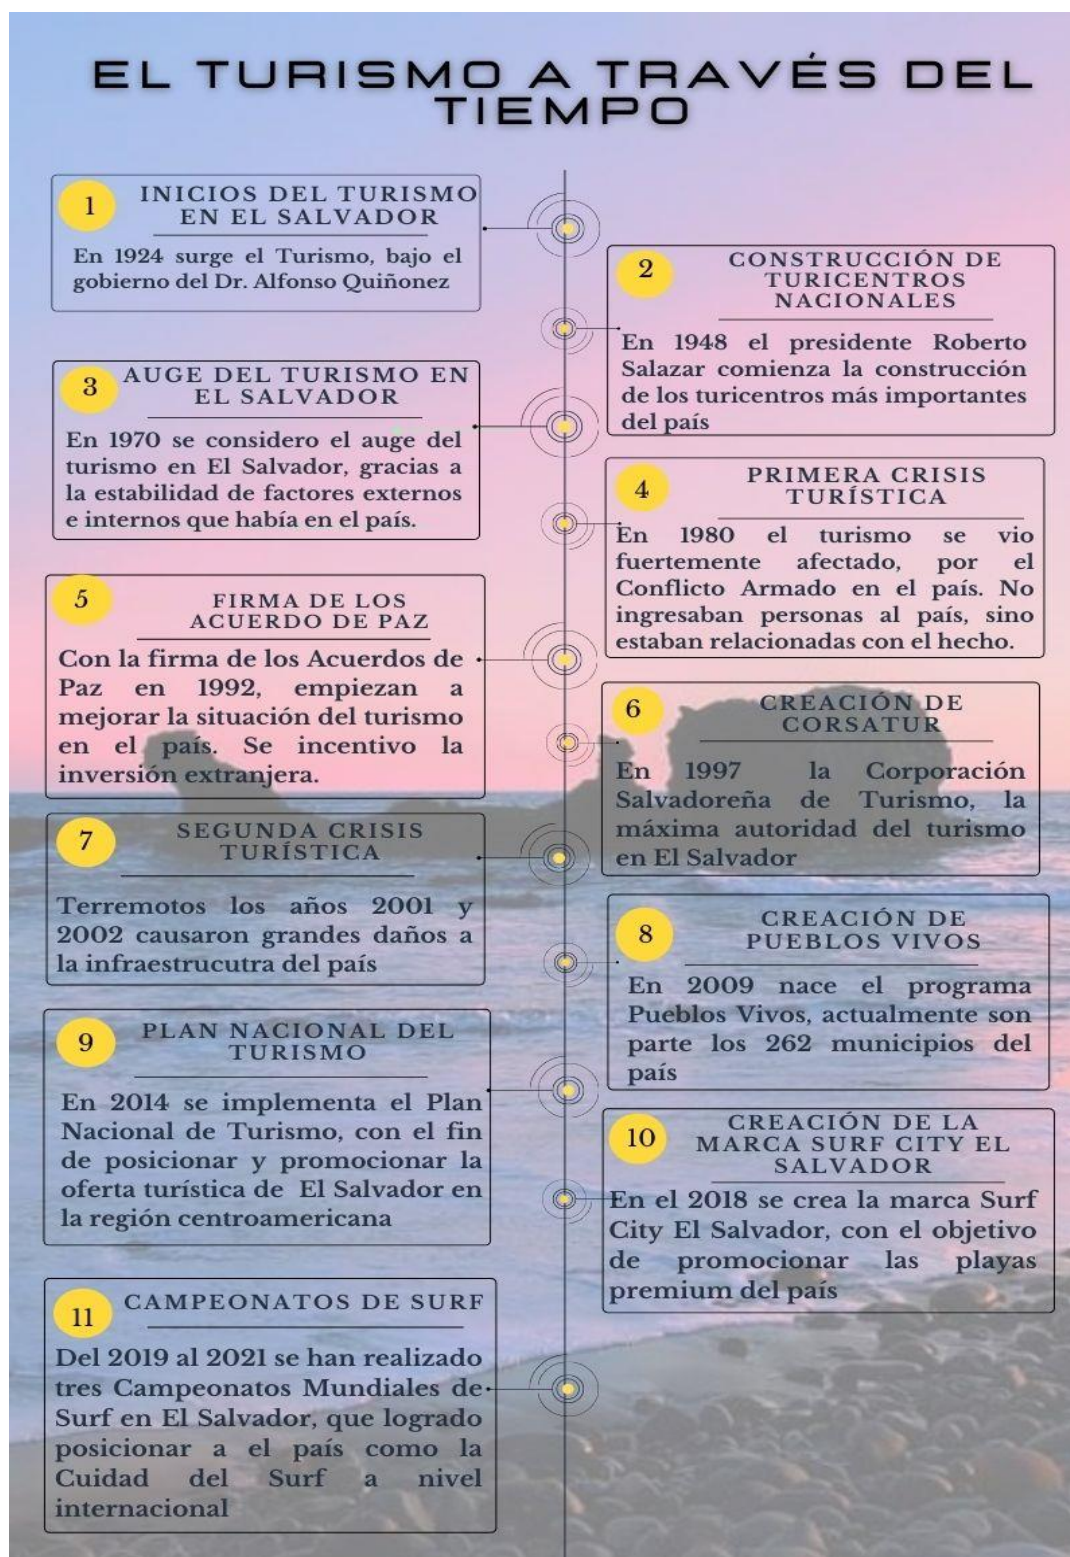 EL TURISMO A TRAVÉS DEL
TIEMPO
1
INICIOS DEL TURISMO
EN EL SALVADOR
En 1924 surge el Turismo, bajo el
gobierno del Dr. Alfonso Quiñonez
2
CONSTRUCCIÓN DE
TURICENTROS
NACIONALES
En 1948 el presidente Roberto
Salazar comienza la construcción
de los turicentros más importantes
del país
3
AUGE DEL TURISMO EN
EL SALVADOR
En 1970 se considero el auge del
turismo en El Salvador, gracias a
la estabilidad de factores externos
e internos que había en el país.
4
PRIMERA CRISIS
TURÍSTICA
En 1980 el turismo se vio
fuertemente afectado, por el
Conflicto Armado en el país. No
ingresaban personas al país, sino
estaban relacionadas con el hecho.
5
FIRMA DE LOS
ACUERDO DE PAZ
Con la firma de los Acuerdos de
Paz en 1992, empiezan a
mejorar la situación del turismo
en el país. Se incentivo la
inversión extranjera.
6
CREACIÓN DE
CORSATUR
En 1997 la Corporación
Salvadoreña de Turismo, la
máxima autoridad del turismo
en El Salvador
7
SEGUNDA CRISIS
TURÍSTICA
Terremotos los años 2001 y
2002 causaron grandes daños a
la infraestrucutra del país
8
CREACIÓN DE
PUEBLOS VIVOS
En 2009 nace el programa
Pueblos Vivos, actualmente son
parte los 262 municipios del
país
9
PLAN NACIONAL DEL
TURISMO
En 2014 se implementa el Plan
Nacional de Turismo, con el fin
de posicionar y promocionar la
oferta turística de El Salvador en
la región centroamericana
10
CREACIÓN DE LA
MARCA SURF CITY EL
SALVADOR
En el 2018 se crea la marca Surf
City El Salvador, con el objetivo
de promocionar las playas
premium del país
11
CAMPEONATOS DE SURF
Del 2019 al 2021 se han realizado
tres Campeonatos Mundiales de
Surf en El Salvador, que logrado
posicionar a el país como la
Cuidad del Surf a nivel
internacional